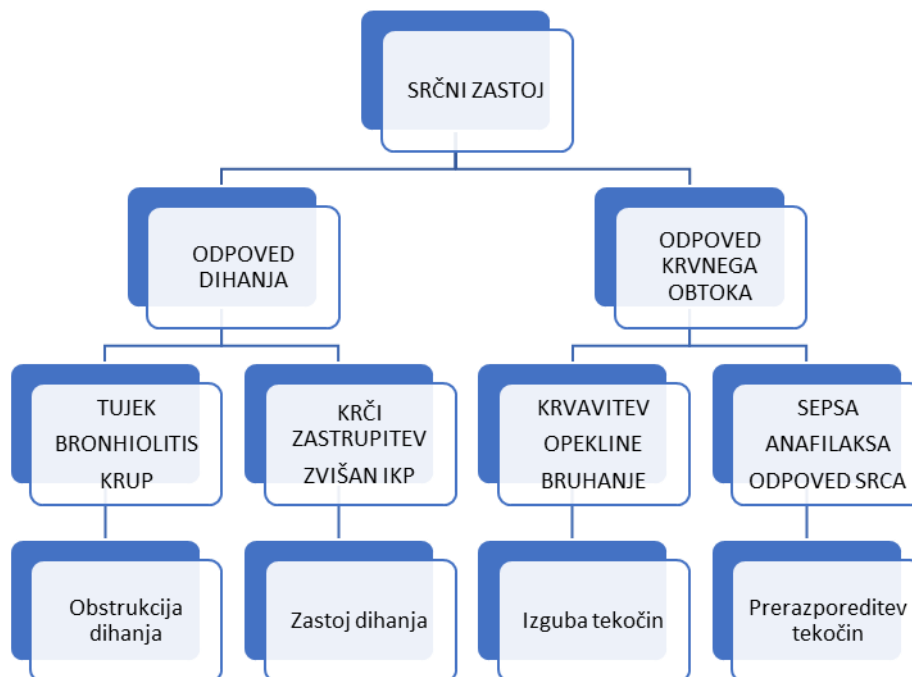 SRČNI ZASTOJ
ODPOVED
DIHANJA
ODPOVED
KRVNEGA
OBTOKA
TUJEK
BRONHIOLITIS
KRUP
KRČI
ZASTRUPITEV
ZVIŠAN IKP
KRVAVITEV
OPEKLINE
BRUHANJE
SEPSA
ANAFILAKSA
ODPOVED SRCA
Obstrukcija
dihanja
Zastoj dihanja
Izguba tekočin
Prerazporeditev
tekočin